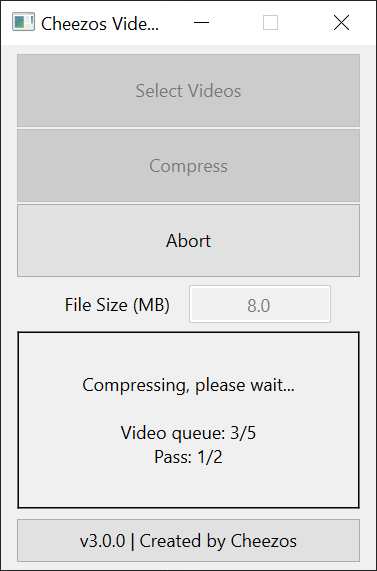 Cheezos Vide...
Select Videos
Compress
Abort
File Size (MB) 8.0
Compressing, please wait...
Video queue: 3/5
Pass: 1/2
v3.0.0 | Created by Cheezos